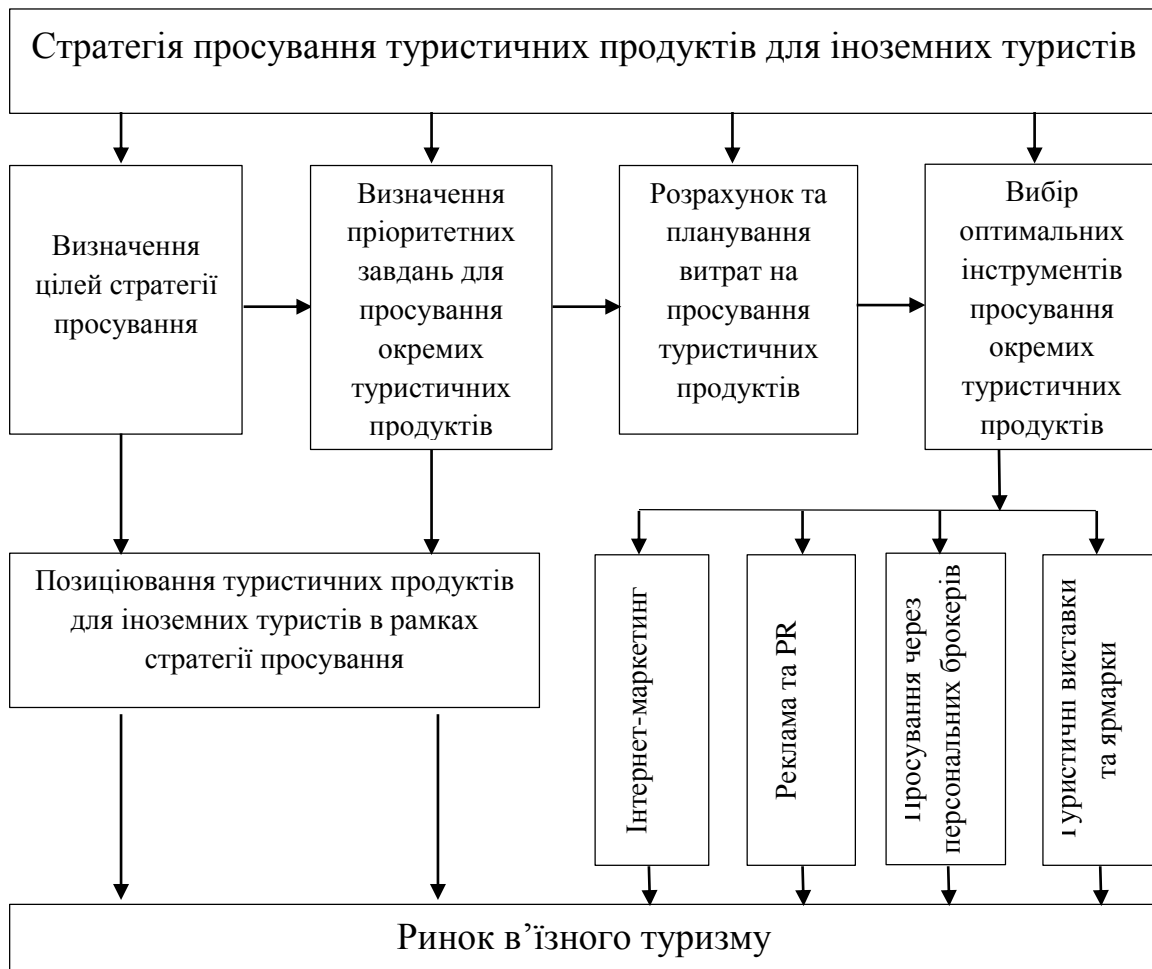 Стратегія просування туристичних продуктів для іноземних туристів
Визначення
цілей стратегії
просування
Визначення
пріоритетних
завдань для
просування
окремих
туристичних
продуктів
Розрахунок та
планування
витрат на
просування
туристичних
продуктів
Вибір
оптимальних
інструментів
просування
окремих
туристичних
продуктів
Позиціювання туристичних продуктів
для іноземних туристів в рамках
стратегії просування
Інтернет-маркетинг
Реклама та PR
Просування через
персональних брокерів
Туристичні виставки
та ярмарки
Ринок в’їзного туризму